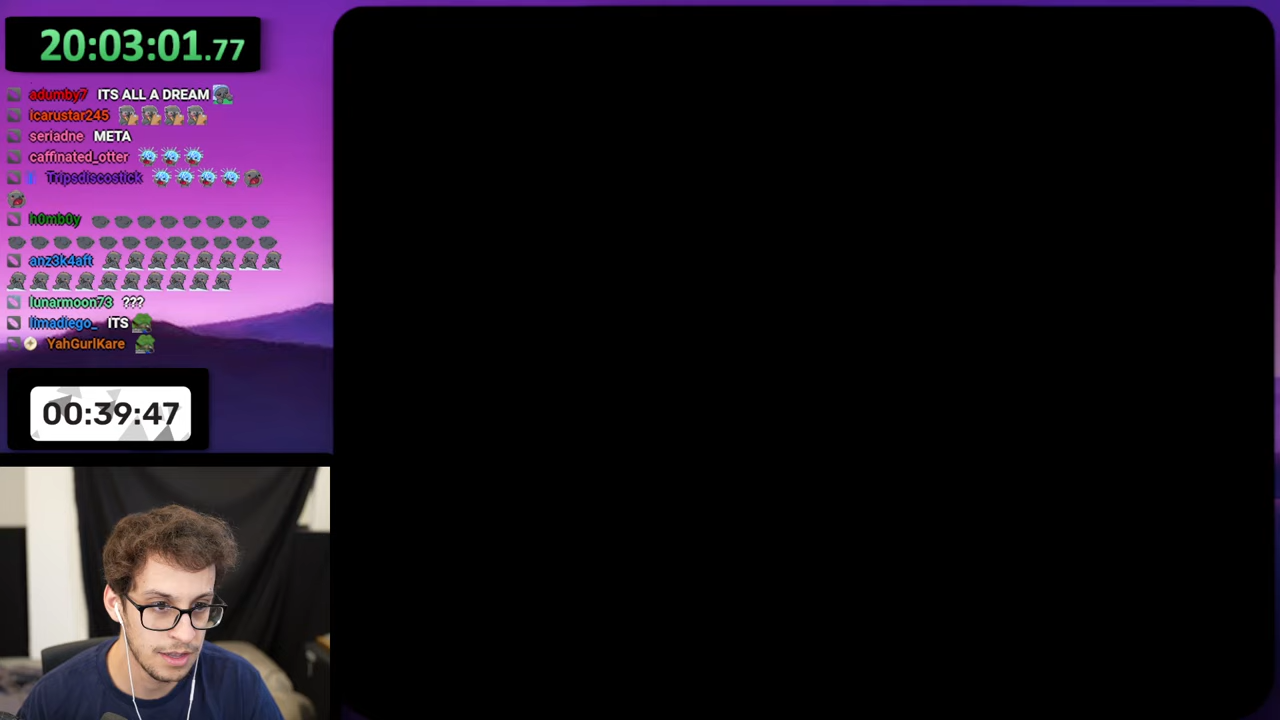 20:03:01.77
adumby7 ITS ALL A DREAM
icarustar245
seriadne META
caffinated_otter
Tripsdiscostick
h0mb0y
anz3k4aft
lunarmoon73 ???
limadiego_ ITS
YahGurlKare
00:39:47